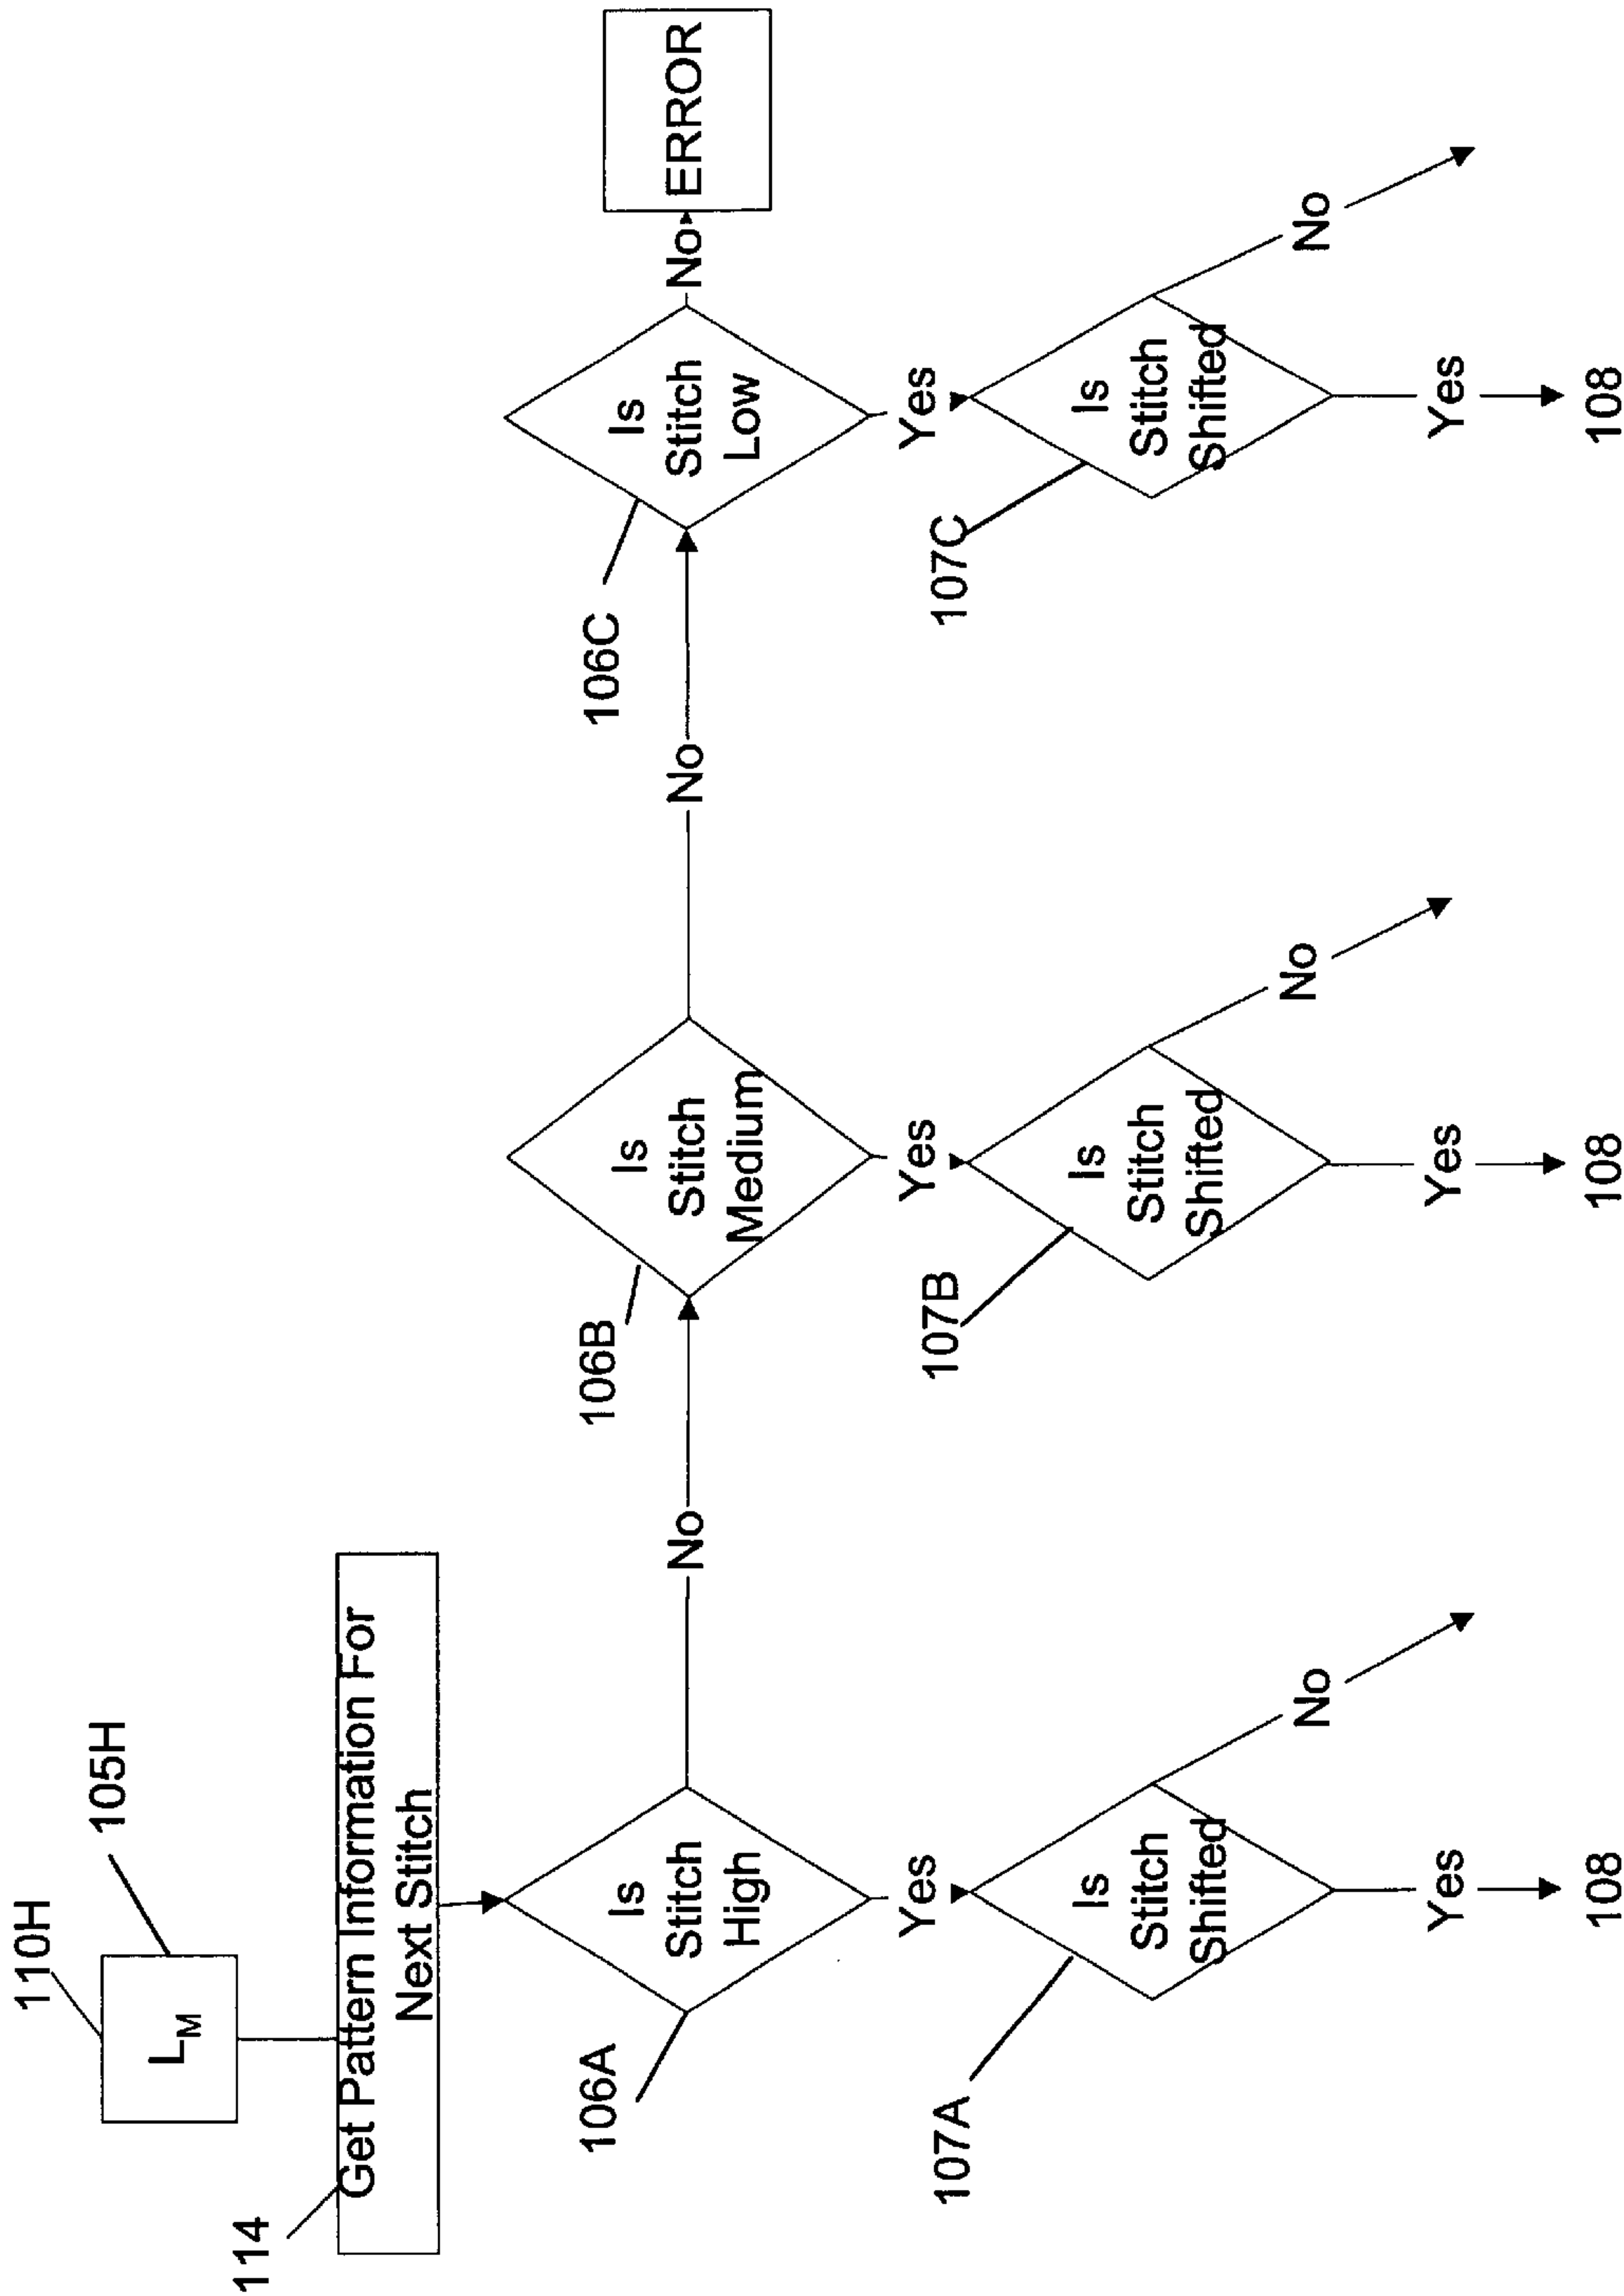 110H
105H
L_M
114
Get Pattern Information For
Next Stitch
106A
Is
Stitch
High
No
106B
Is
Stitch
Medium
No
106C
Is
Stitch
Low
No
ERROR
Yes
Yes
Yes
107A
Is
Stitch
Shifted
No
107B
Is
Stitch
Shifted
No
107C
Is
Stitch
Shifted
No
Yes
Yes
Yes
108
108
108